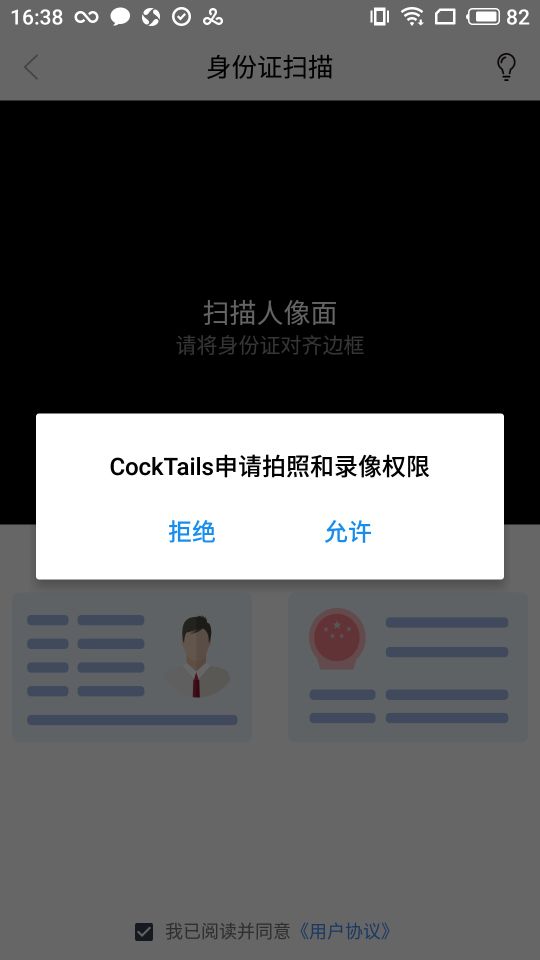 16:38
82
身份证扫描
扫描人像面
请将身份证对齐边框
CockTails申请拍照和录像权限
拒绝
允许
我已阅读并同意《用户协议》